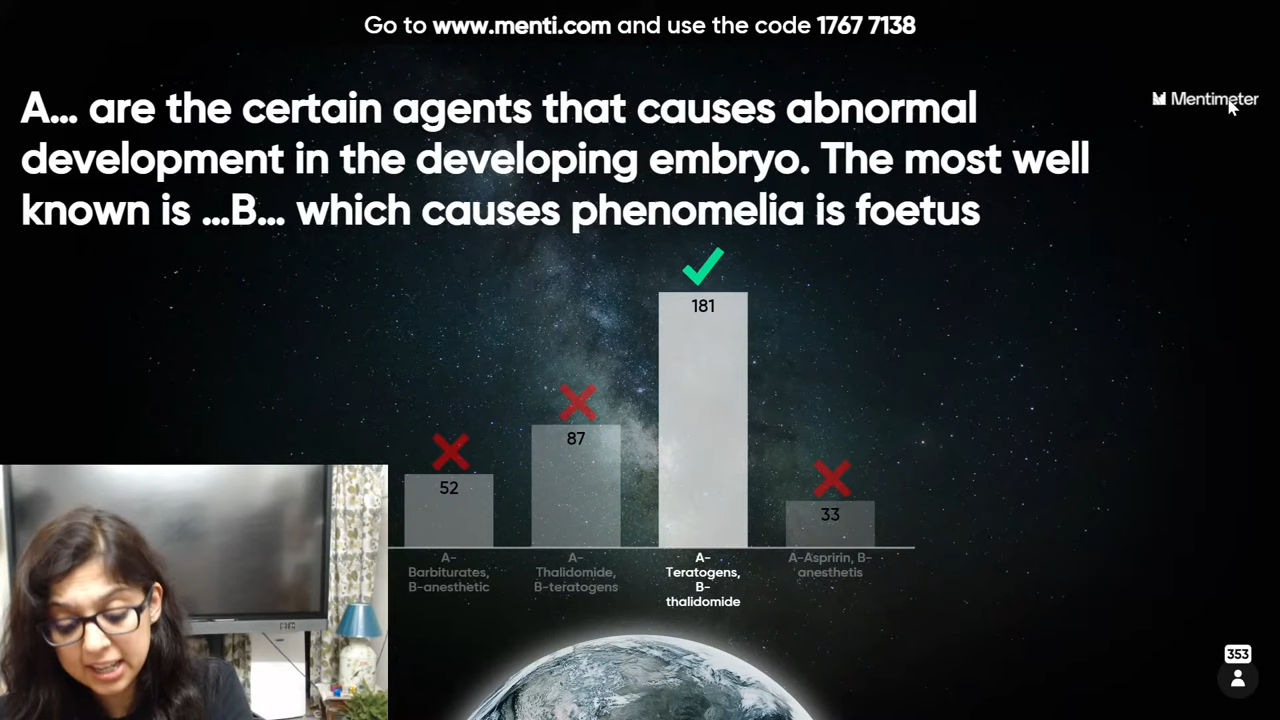 Go to www.menti.com and use the code 1767 7138
Mentimeter
A... are the certain agents that causes abnormal
development in the developing embryo. The most well
known is ...B... which causes phenomelia is foetus
181
87
52
33
A-
Barbiturates,
B-anesthetic
A-
Thalidomide,
B-teratogens
A-
Teratogens,
B-
thalidomide
A-Aspririn, B-
anesthetis
353